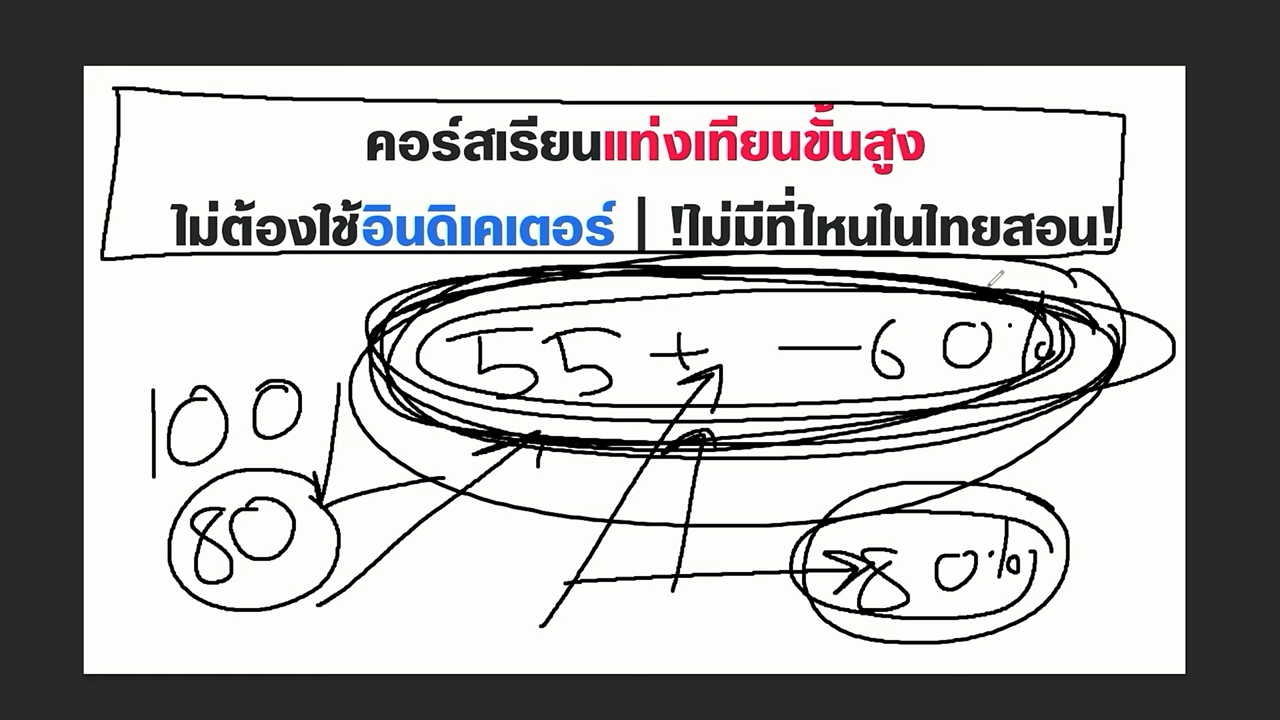 คอร์สเรียนแท่งเทียนขั้นสูง
ไม่ต้องใช้อินดิเคเตอร์ | !ไม่มีที่ไหนในไทยสอน!
55 + — 60%
100
80
80%